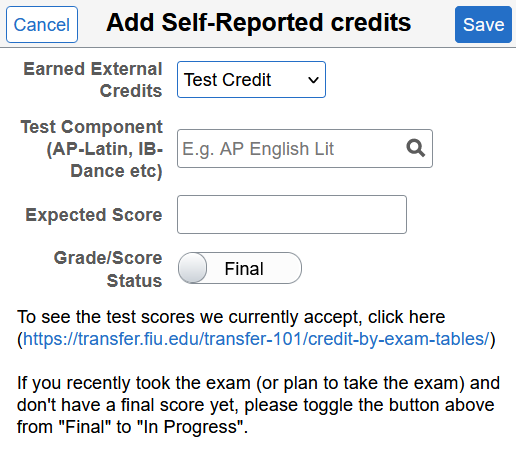 Cancel Add Self-Reported credits Save
Earned External
Credits
Test Credit
Test Component
(AP-Latin, IB-
Dance etc)
E.g. AP English Lit
Expected Score
Grade/Score
Status
Final
To see the test scores we currently accept, click here
(https://transfer.fiu.edu/transfer-101/credit-by-exam-tables/)
If you recently took the exam (or plan to take the exam) and
don't have a final score yet, please toggle the button above
from "Final" to "In Progress".